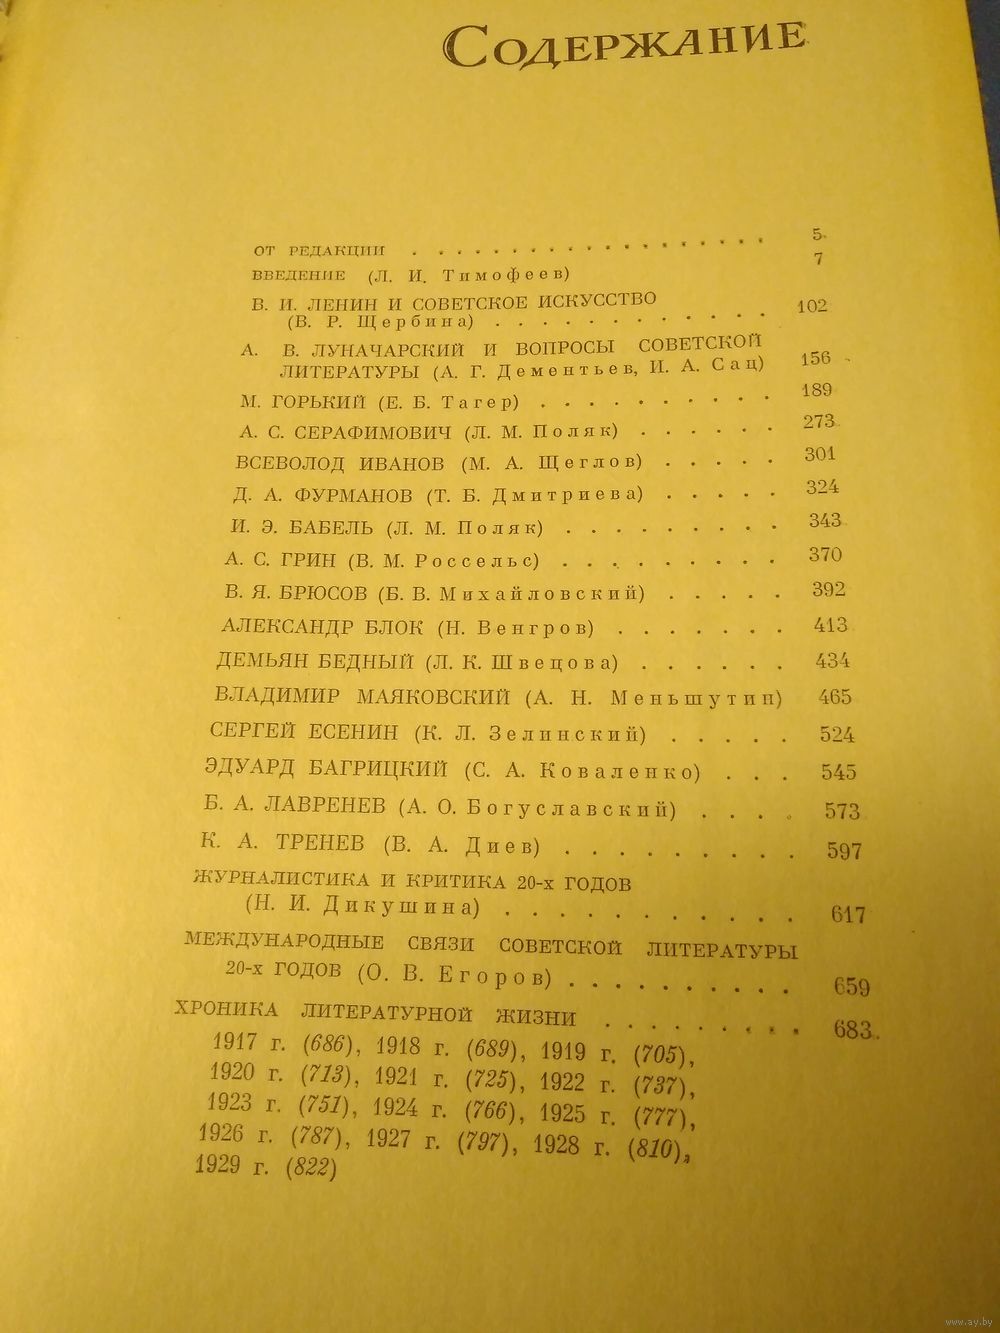 СОДЕРЖАНИЕ
ОТ РЕДАКЦИИ . . . . . . . . . . . . . . . . . . 5
ВВЕДЕНИЕ (Л. И. Тимофеев) 7
В. И. ЛЕНИН И СОВЕТСКОЕ ИСКУССТВО
(В. Р. Щербина) . . . . . . . . . . . . 102
А. В. ЛУНАЧАРСКИЙ И ВОПРОСЫ СОВЕТСКОЙ
ЛИТЕРАТУРЫ (А. Г. Дементьев, И. А. Сац) 156
М. ГОРЬКИЙ (Е. Б. Тагер) . . . . . . . . . . 189
А. С. СЕРАФИМОВИЧ (Л. М. Поляк) . . . . . . 273
ВСЕВОЛОД ИВАНОВ (М. А. Щеглов) . . . . . 301
Д. А. ФУРМАНОВ (Т. Б. Дмитриева) . . . . . 324
И. Э. БАБЕЛЬ (Л. М. Поляк) . . . . . . . . . 343
А. С. ГРИН (В. М. Россельс) . . . . . . . . . 370
В. Я. БРЮСОВ (Б. В. Михайловский) . . . . . 392
АЛЕКСАНДР БЛОК (Н. Венгров) . . . . . . . 413
ДЕМЬЯН БЕДНЫЙ (Л. К. Швецова) . . . . . . 434
ВЛАДИМИР МАЯКОВСКИЙ (А. Н. Меньшутин) 465
СЕРГЕЙ ЕСЕНИН (К. Л. Зелинский) . . . . . 524
ЭДУАРД БАГРИЦКИЙ (С. А. Коваленко) . . . 545
Б. А. ЛАВРЕНЕВ (А. О. Богуславский) . . . . 573
К. А. ТРЕНЕВ (В. А. Диев) . . . . . . . . . 597
ЖУРНАЛИСТИКА И КРИТИКА 20-х ГОДОВ
(Н. И. Дикушина) . . . . . . . . . . . 617
МЕЖДУНАРОДНЫЕ СВЯЗИ СОВЕТСКОЙ ЛИТЕРАТУРЫ
20-х ГОДОВ (О. В. Егоров) . . . . . . . . . . 659
ХРОНИКА ЛИТЕРАТУРНОЙ ЖИЗНИ . . . . . . . . . 683
1917 г. (686), 1918 г. (689), 1919 г. (705),
1920 г. (713), 1921 г. (725), 1922 г. (737),
1923 г. (751), 1924 г. (766), 1925 г. (777),
1926 г. (787), 1927 г. (797), 1928 г. (810),
1929 г. (822)
www.ay.by